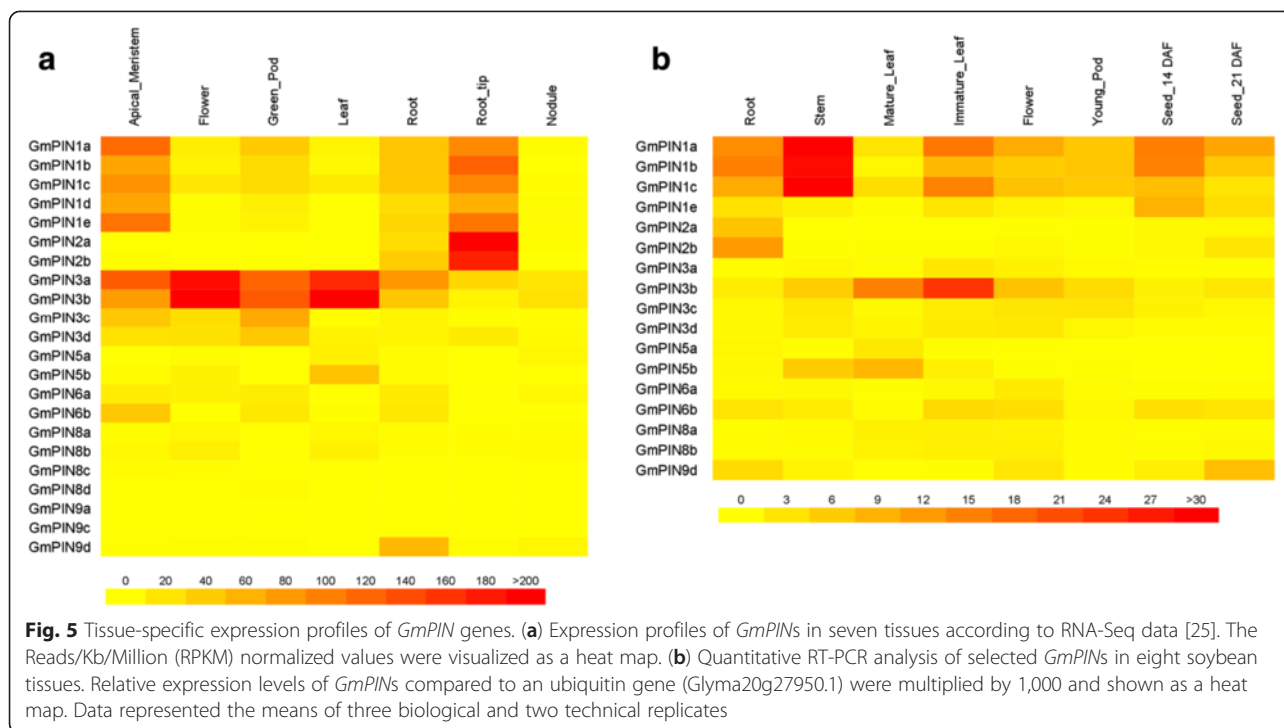 a
Apical_Meristem
Flower
Green_Pod
Leaf
Root
Root_tip
Nodule
GmPIN1a
GmPIN1b
GmPIN1c
GmPIN1d
GmPIN1e
GmPIN2a
GmPIN2b
GmPIN3a
GmPIN3b
GmPIN3c
GmPIN3d
GmPIN5a
GmPIN5b
GmPIN6a
GmPIN6b
GmPIN8a
GmPIN8b
GmPIN8c
GmPIN8d
GmPIN9a
GmPIN9c
GmPIN9d
0 20 40 60 80 100 120 140 160 180 >200
b
Root
Stem
Mature_Leaf
Immature_Leaf
Flower
Young_Pod
Seed_14 DAF
Seed_21 DAF
GmPIN1a
GmPIN1b
GmPIN1c
GmPIN1e
GmPIN2a
GmPIN2b
GmPIN3a
GmPIN3b
GmPIN3c
GmPIN3d
GmPIN5a
GmPIN5b
GmPIN6a
GmPIN6b
GmPIN8a
GmPIN8b
GmPIN9d
0 3 6 9 12 15 18 21 24 27 >30
Fig. 5 Tissue-specific expression profiles of GmPIN genes. (a) Expression profiles of GmPINs in seven tissues according to RNA-Seq data [25]. The
Reads/Kb/Million (RPKM) normalized values were visualized as a heat map. (b) Quantitative RT-PCR analysis of selected GmPINs in eight soybean
tissues. Relative expression levels of GmPINs compared to an ubiquitin gene (Glyma20g27950.1) were multiplied by 1,000 and shown as a heat
map. Data represented the means of three biological and two technical replicates